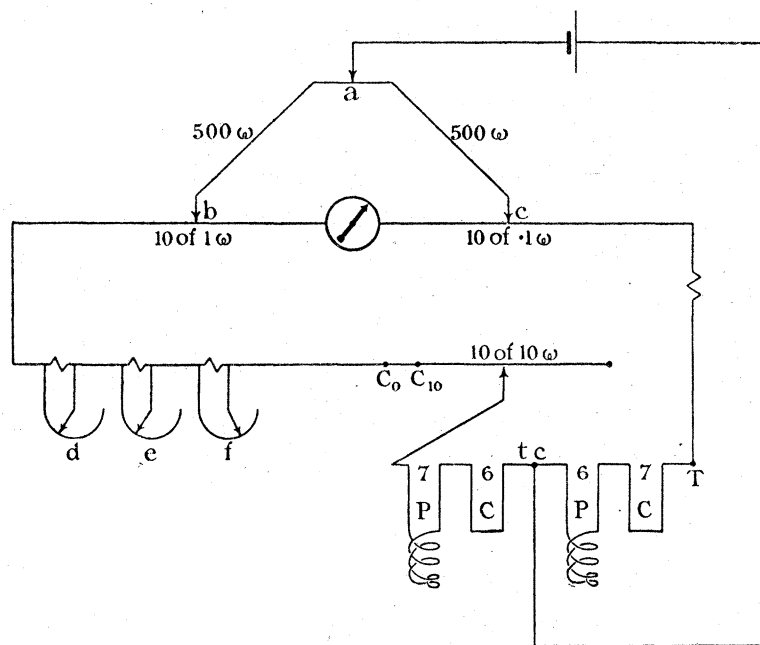 a
500 ω 500 ω
b c
10 of 1 ω 10 of ·1 ω
10 of 10 ω
C₀ C₁₀
d e f
t c
7 6 6 7 T
P C P C